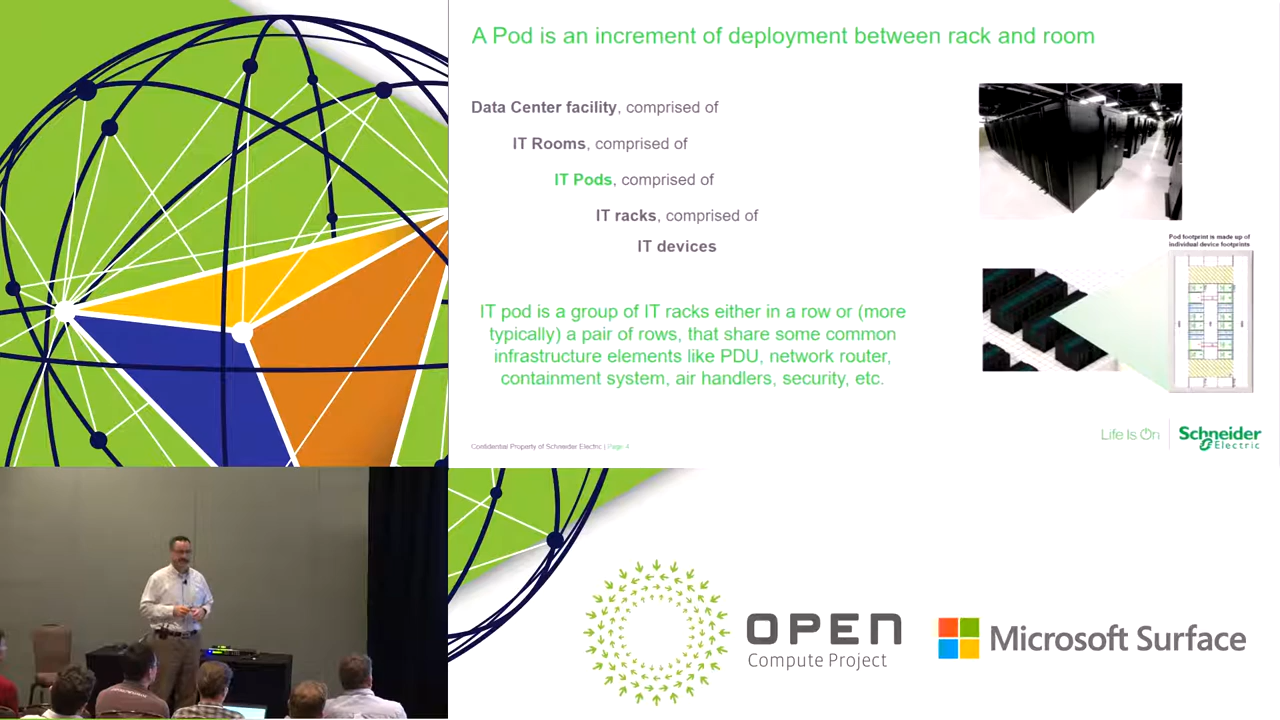 A Pod is an increment of deployment between rack and room
Data Center facility, comprised of
IT Rooms, comprised of
IT Pods, comprised of
IT racks, comprised of
IT devices
Pod footprint is made up of
individual device footprints
IT pod is a group of IT racks either in a row or (more
typically) a pair of rows, that share some common
infrastructure elements like PDU, network router,
containment system, air handlers, security, etc.
Confidential Property of Schneider Electric | Page 4
Life Is On
Schneider
Electric
OPEN
Compute Project
Microsoft Surface